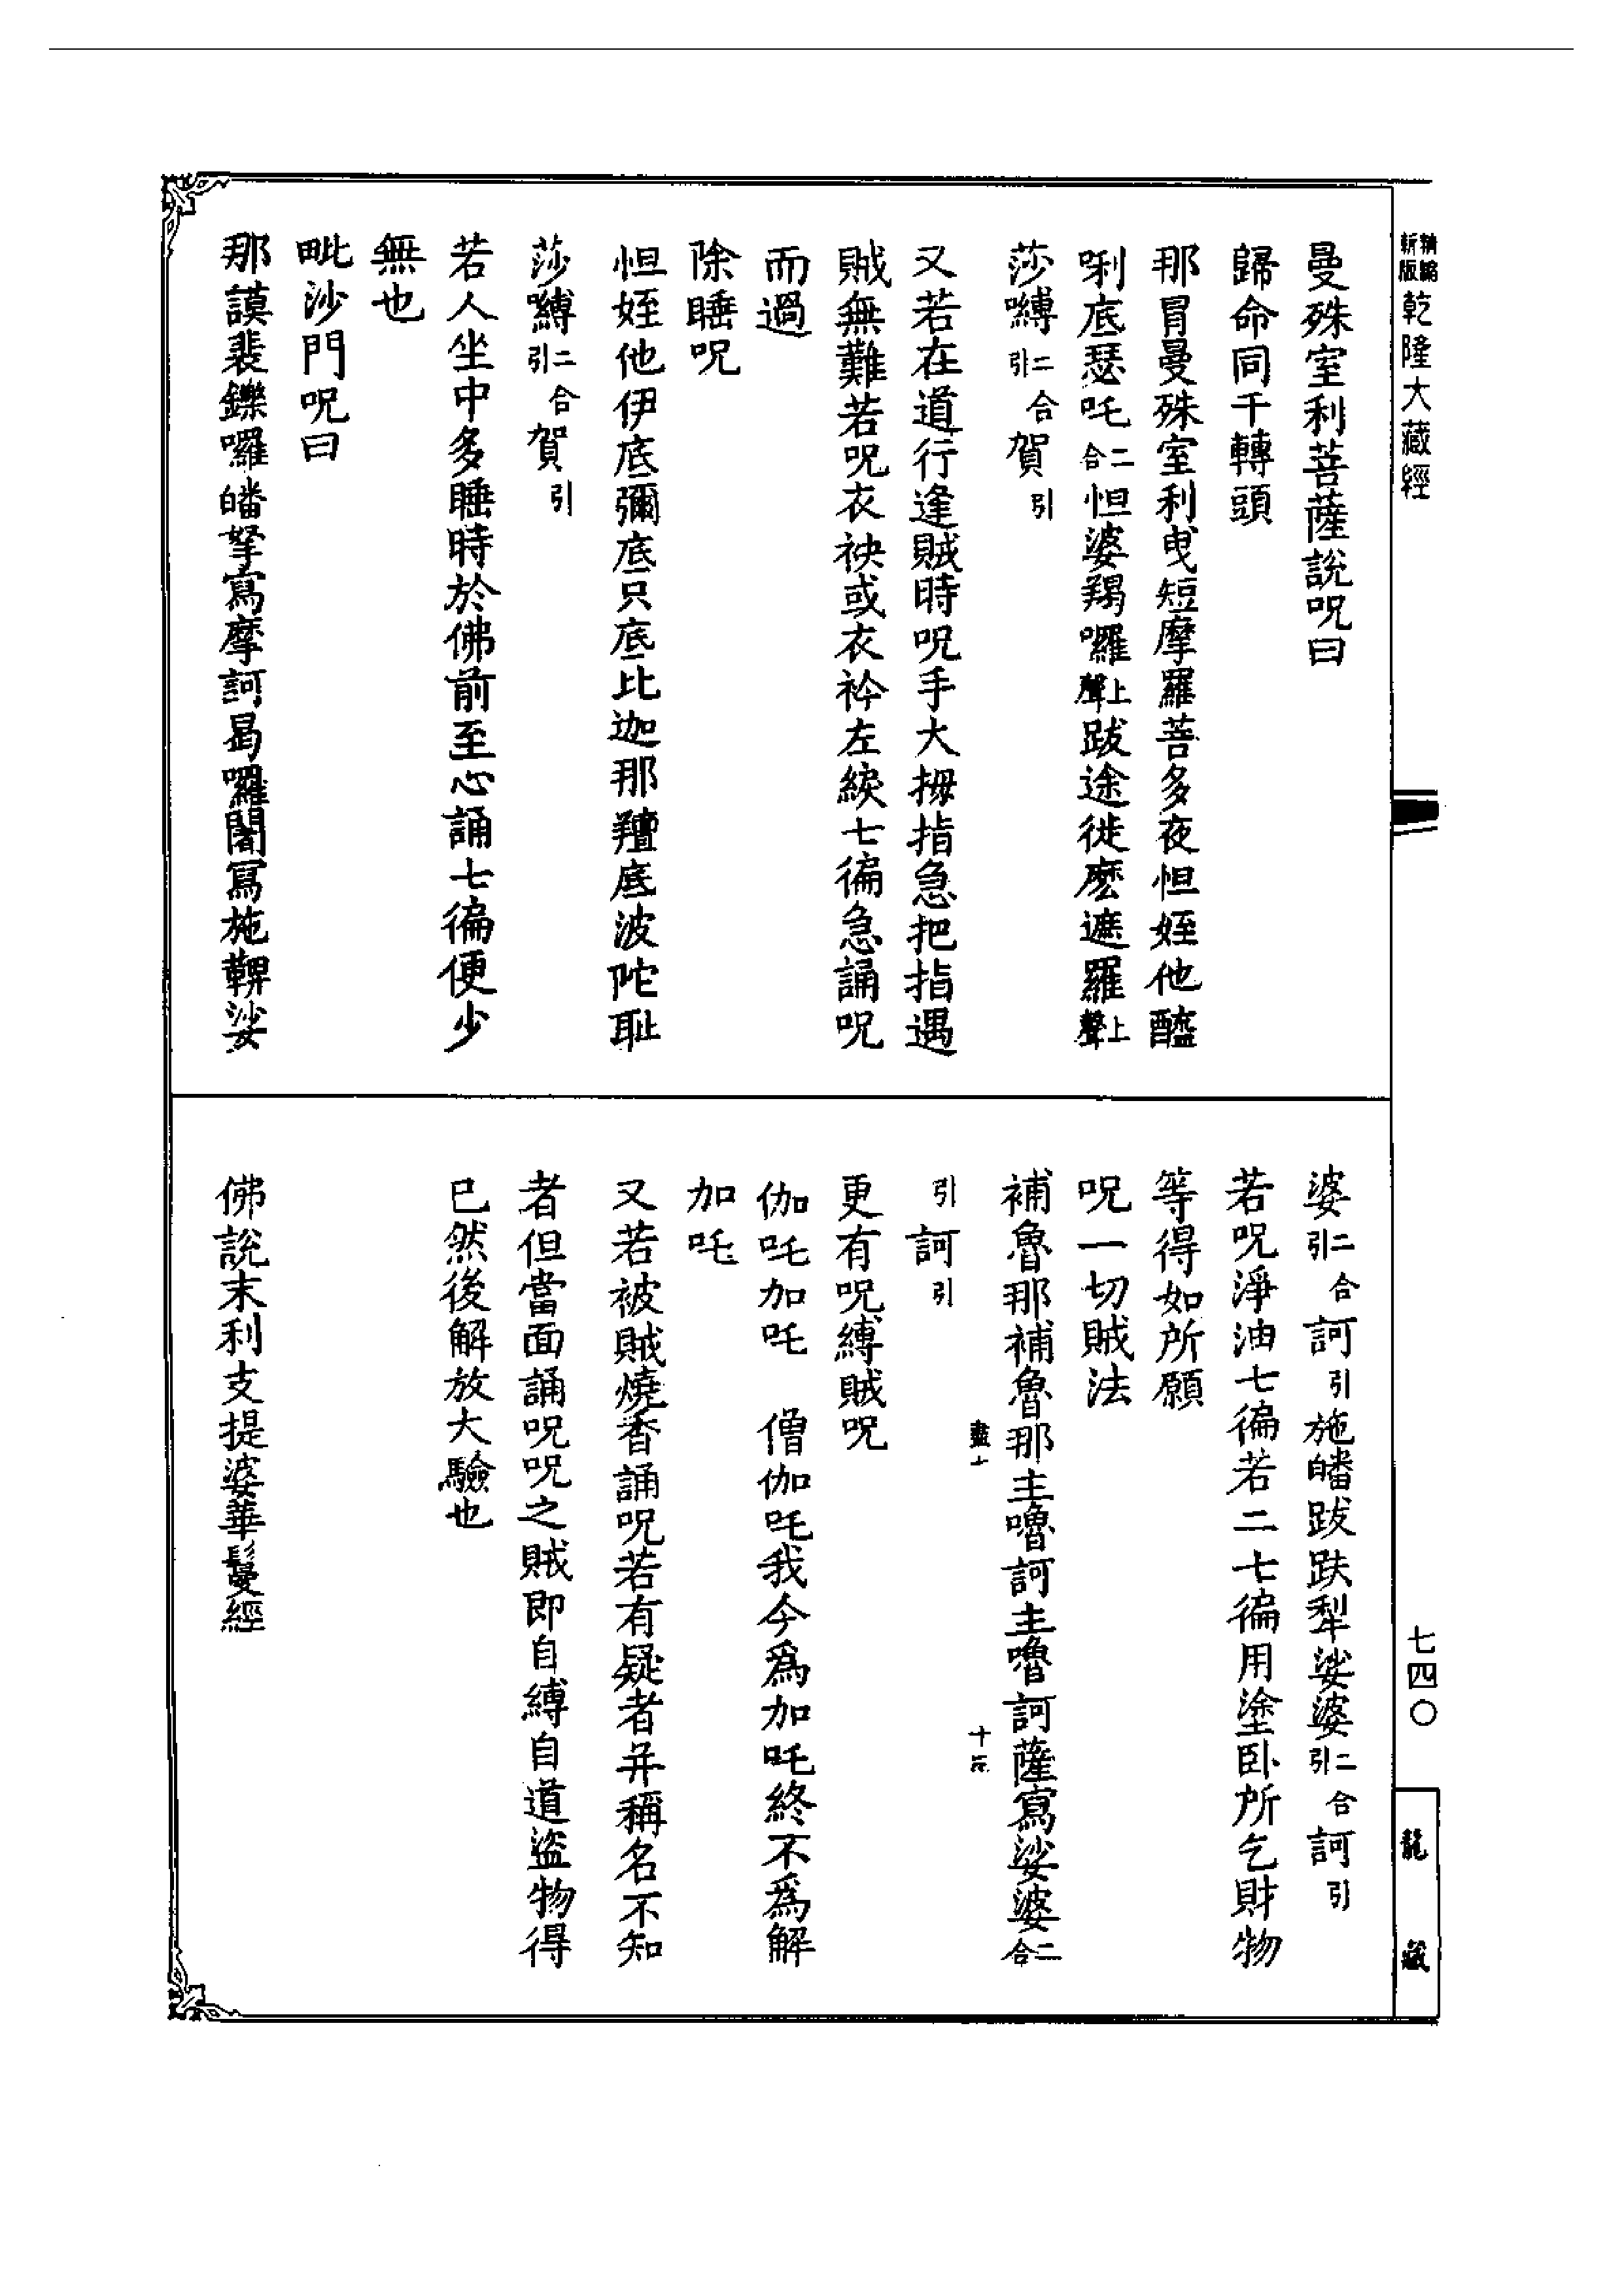 精縮新版乾隆大藏經
七四〇
龍藏
曼殊室利菩薩說呪曰
歸命同千轉頭
那冒曼殊室利曳短摩羅菩多夜怛姪他醯
唎底瑟吒二合怛婆羯囉上聲跋途徙麼遮羅上聲
莎嚩二合引賀引
又若在道行逢賊時呪手大拇指急把指遇
賊無難若呪衣袂或衣衿左綟七徧急誦呪
而過
除睡呪
怛姪他伊底彌底只底比迦那羶底波陀耻
莎嚩二合引賀引
若人坐中多睡時於佛前至心誦七徧便少
無也
毗沙門呪曰
那謨裴鑠囉皤拏寫摩訶曷囉闍寫施鞞娑
婆二合引訶引施皤跋跌犁娑婆二合引訶引
若呪淨油七徧若二七徧用塗卧所乞財物
等得如所願
呪一切賊法
補魯那補魯那主嚕訶主嚕訶薩寫娑婆二合
引訶引
更有呪縛賊呪
伽吒加吒 僧伽吒我今為加吒終不為解
加吒
又若被賊燒香誦呪若有疑者并稱名不知
者但當面誦呪呪之賊即自縛自道盜物得
已然後解放大驗也
佛說末利支提婆華鬘經